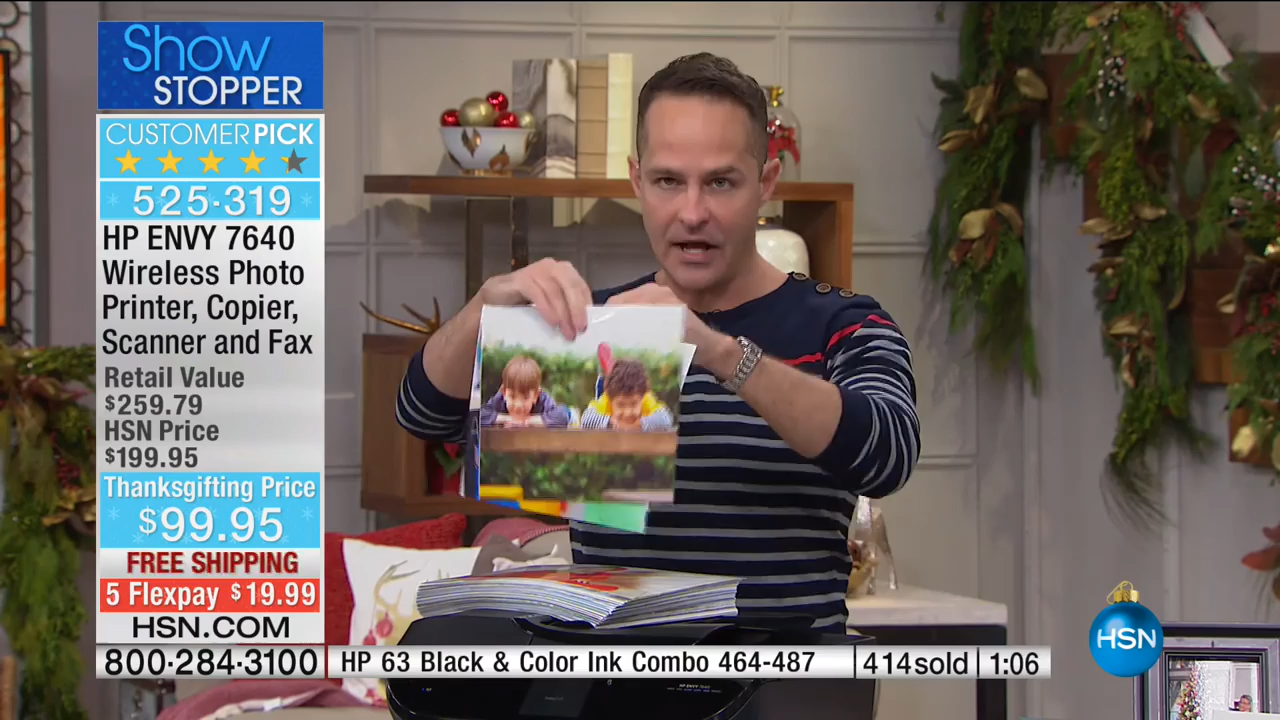 Show
STOPPER
CUSTOMER PICK
525-319
HP ENVY 7640
Wireless Photo
Printer, Copier,
Scanner and Fax
Retail Value
$259.79
HSN Price
$199.95
Thanksgifting Price
$99.95
FREE SHIPPING
5 Flexpay $19.99
HSN.COM
800-284-3100
HP 63 Black & Color Ink Combo 464-487
414 sold
1:06
HSN